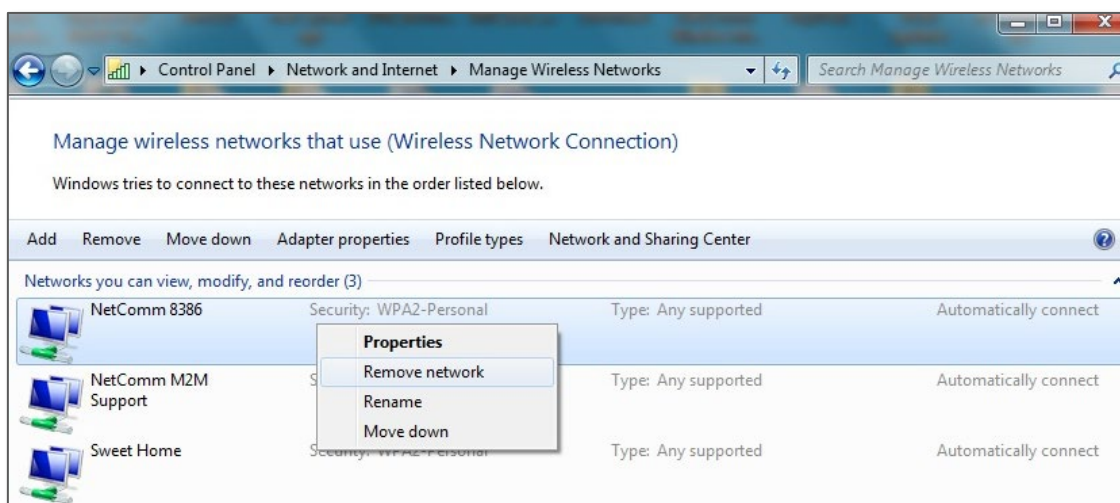 Control Panel ▸ Network and Internet ▸ Manage Wireless Networks
Search Manage Wireless Networks
Manage wireless networks that use (Wireless Network Connection)
Windows tries to connect to these networks in the order listed below.
Add Remove Move down Adapter properties Profile types Network and Sharing Center
Networks you can view, modify, and reorder (3)
NetComm 8386 Security: WPA2-Personal Type: Any supported Automatically connect
Properties
Remove network
Rename
Move down
NetComm M2M Support Type: Any supported Automatically connect
Sweet Home Security: WPA2-Personal Type: Any supported Automatically connect